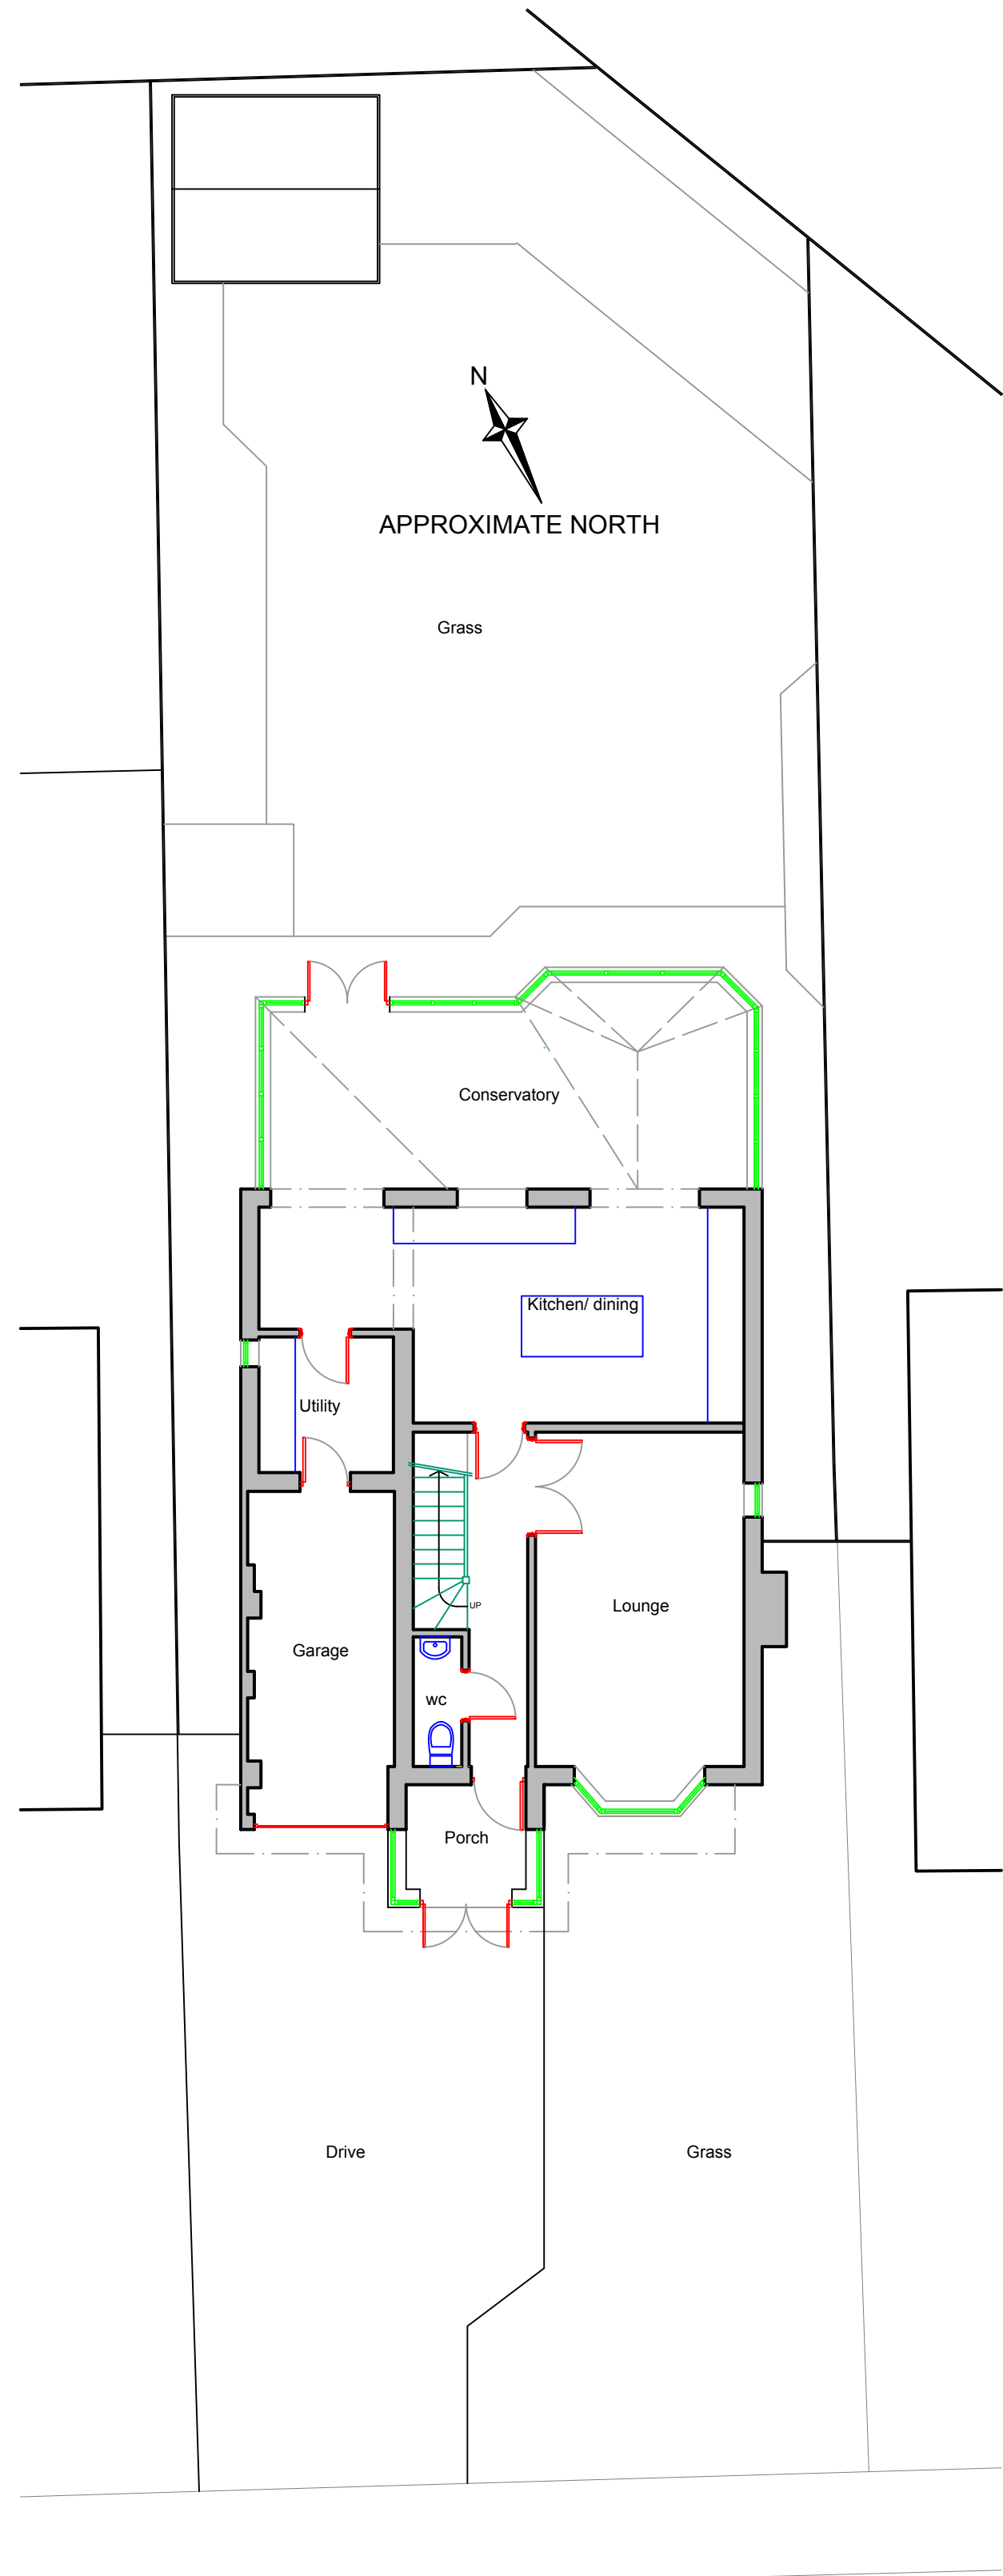 N
APPROXIMATE NORTH
Grass
Conservatory
Kitchen/ dining
Utility
UP
Lounge
Garage
wc
Porch
Drive
Grass